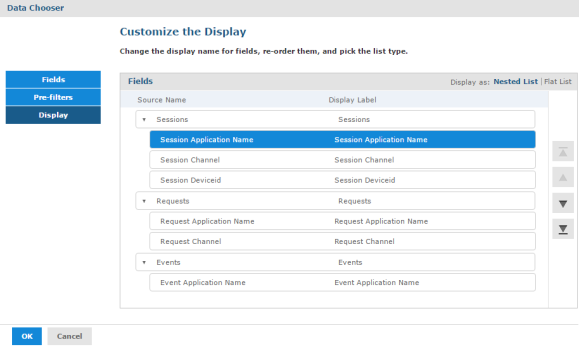 Data Chooser
Customize the Display
Change the display name for fields, re-order them, and pick the list type.
Fields
Pre-filters
Display
Fields Display as: Nested List | Flat List
Source Name Display Label
Sessions Sessions
Session Application Name Session Application Name
Session Channel Session Channel
Session Deviceid Session Deviceid
Requests Requests
Request Application Name Request Application Name
Request Channel Request Channel
Events Events
Event Application Name Event Application Name
OK Cancel